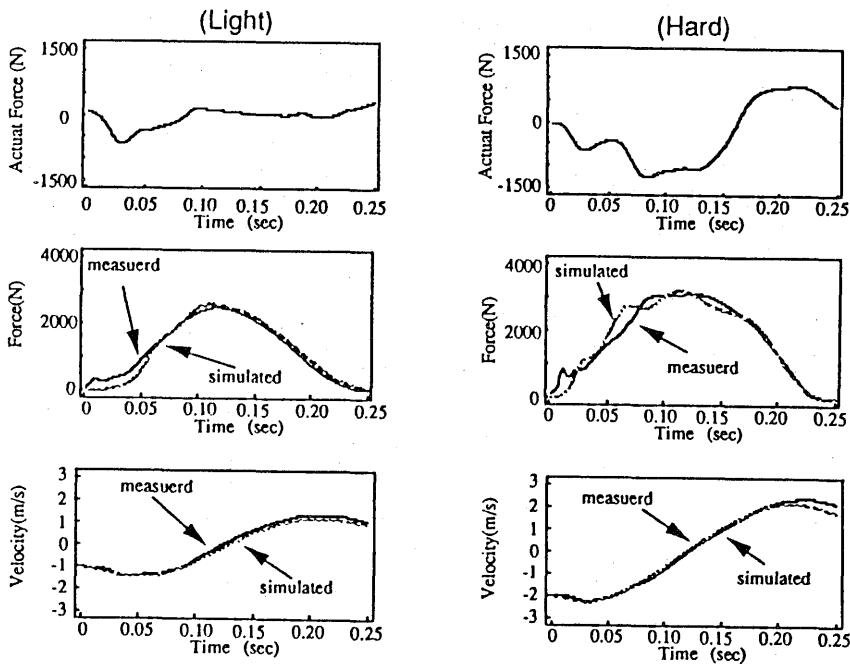 (Light)
(Hard)
Actuat Force (N)
1500
0
-1500
0 0.05 0.10 0.15 0.20 0.25
Time (sec)
Actuat Force (N)
1500
0
-1500
0 0.05 0.10 0.15 0.20 0.25
Time (sec)
Force(N)
4000
2000
0
measuerd
simulated
0 0.05 0.10 0.15 0.20 0.25
Time (sec)
Force(N)
4000
2000
0
simulated
measuerd
0 0.05 0.10 0.15 0.20 0.25
Time (sec)
Velocity(m/s)
3
2
1
0
-1
-2
-3
measuerd
simulated
0 0.05 0.10 0.15 0.20 0.25
Time (sec)
Velocity(m/s)
3
2
1
0
-1
-2
-3
measuerd
simulated
0 0.05 0.10 0.15 0.20 0.25
Time (sec)